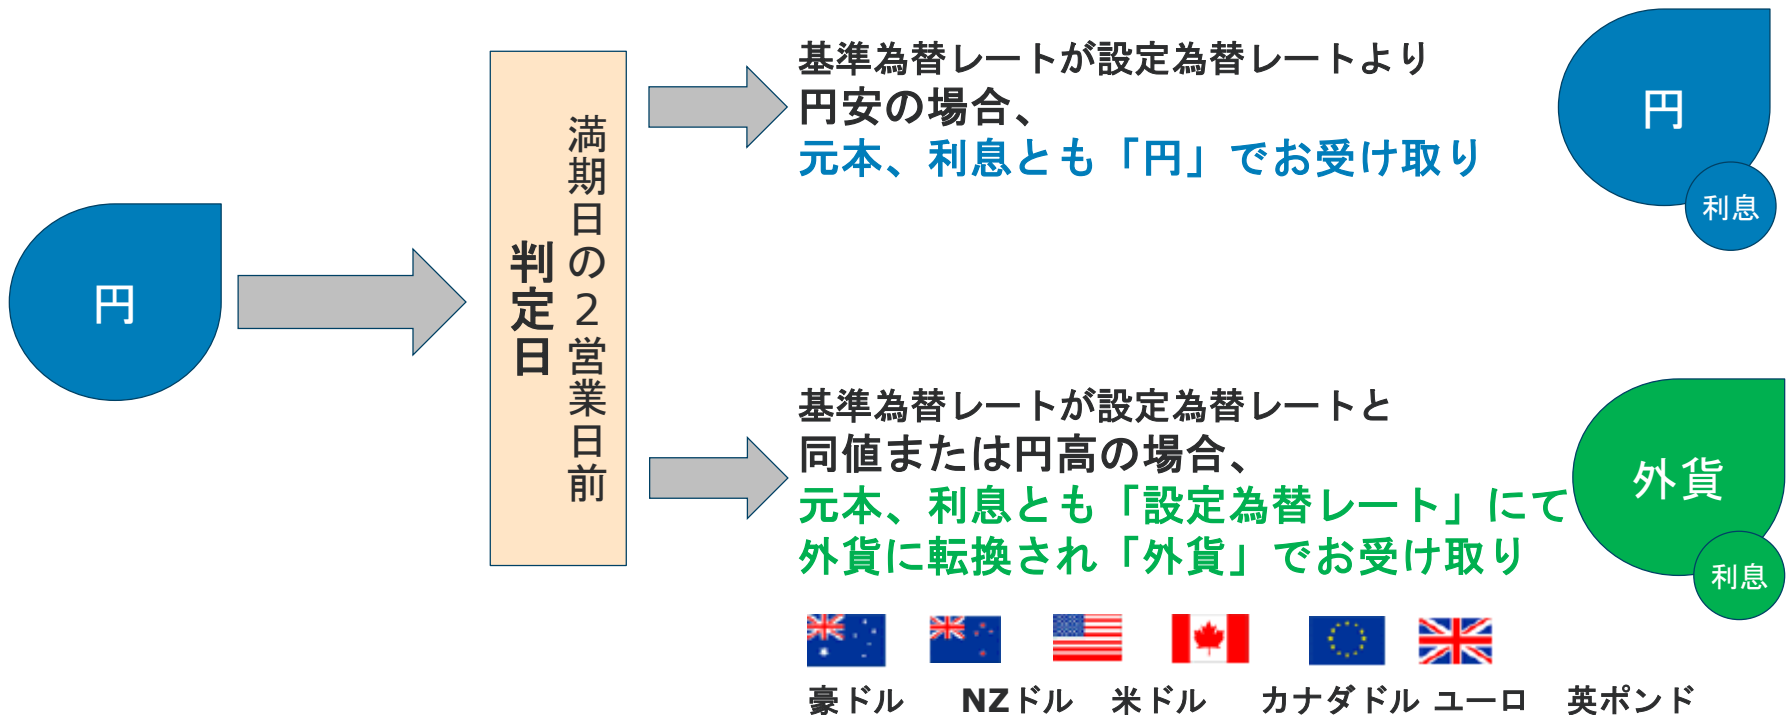 円
満期日の2営業日前
判定日
基準為替レートが設定為替レートより
円安の場合、
元本、利息とも「円」でお受け取り
円
利息
基準為替レートが設定為替レートと
同値または円高の場合、
元本、利息とも「設定為替レート」にて
外貨に転換され「外貨」でお受け取り
外貨
利息
豪ドル NZドル 米ドル カナダドル ユーロ 英ポンド